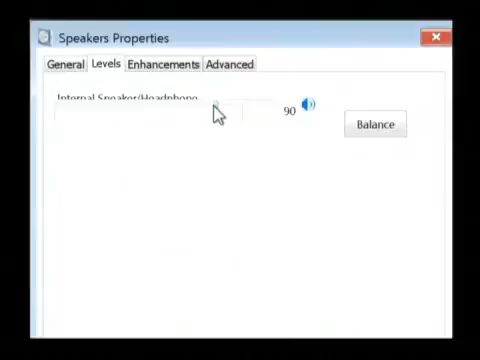 Speakers Properties
General Levels Enhancements Advanced
Internal Speaker/Headphone
90
Balance